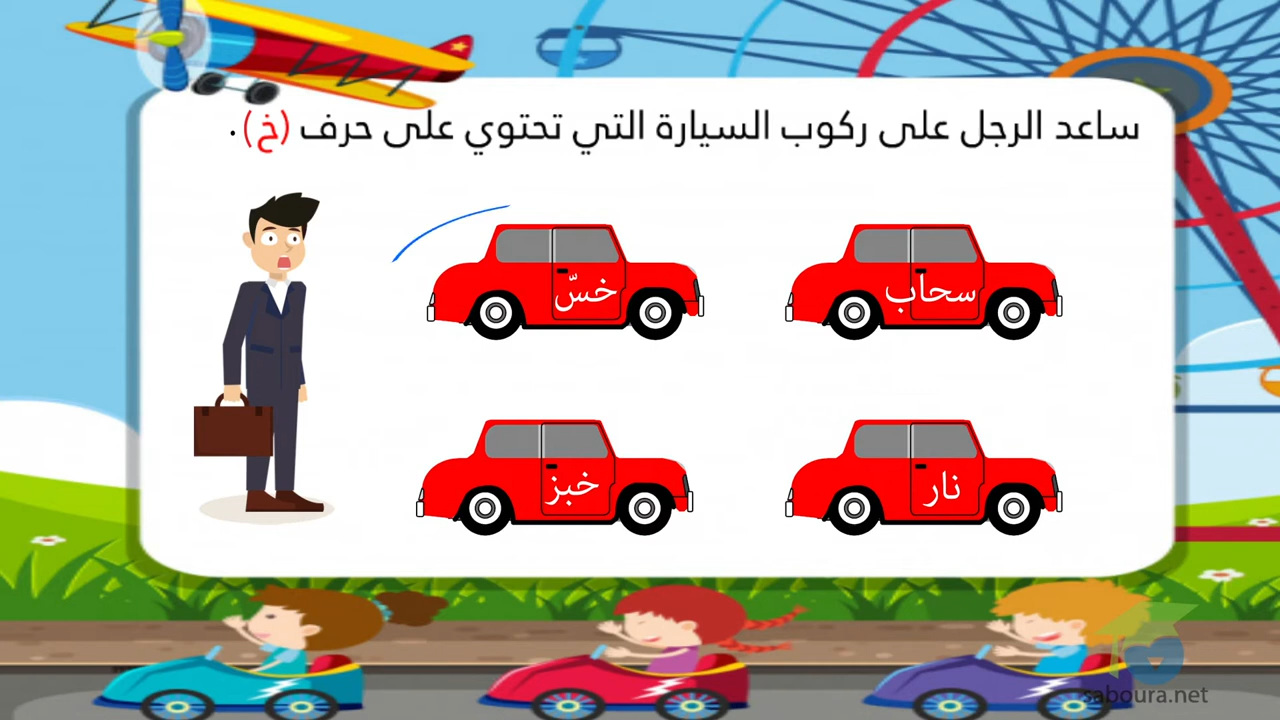 ساعد الرجل على ركوب السيارة التي تحتوي على حرف (خ).
سحاب
خسّ
نار
خبز
saboura.net